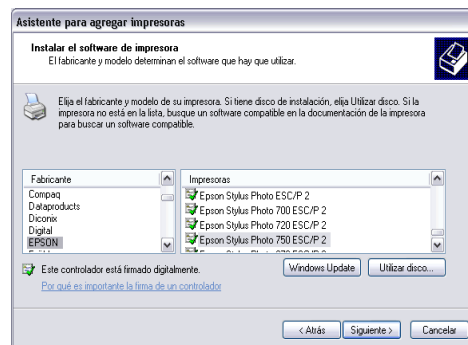 Asistente para agregar impresoras
Instalar el software de impresora
El fabricante y modelo determinan el software que hay que utilizar.
Elija el fabricante y modelo de su impresora. Si tiene disco de instalación, elija Utilizar disco. Si la
impresora no está en la lista, busque un software compatible en la documentación de la impresora
para buscar un software compatible.
Fabricante
Compaq
Dataproducts
Diconix
Digital
EPSON
Impresoras
Epson Stylus Photo ESC/P 2
Epson Stylus Photo 700 ESC/P 2
Epson Stylus Photo 720 ESC/P 2
Epson Stylus Photo 750 ESC/P 2
Este controlador está firmado digitalmente.
Por qué es importante la firma de un controlador
Windows Update
Utilizar disco...
< Atrás
Siguiente >
Cancelar